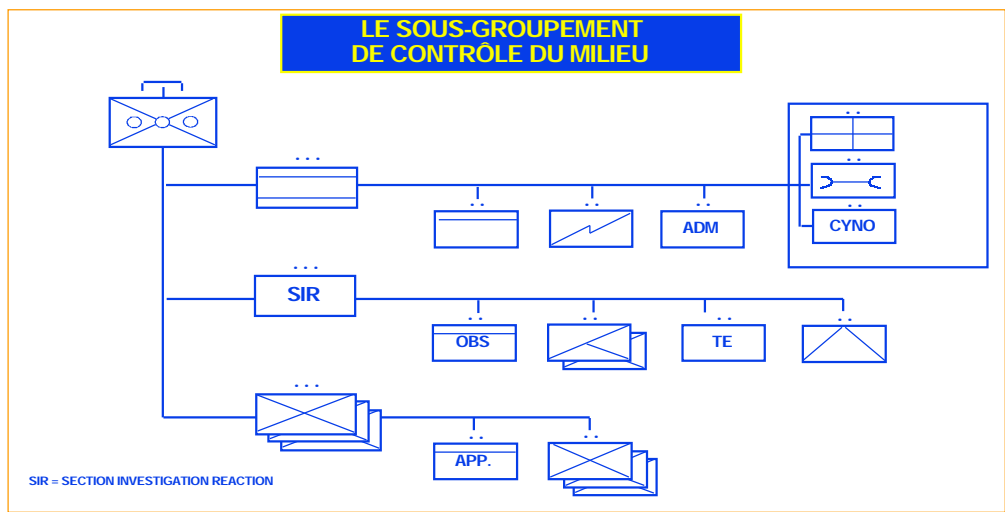 LE SOUS-GROUPEMENT
DE CONTRÔLE DU MILIEU
ADM
CYNO
SIR
OBS
TE
APP.
SIR = SECTION INVESTIGATION REACTION